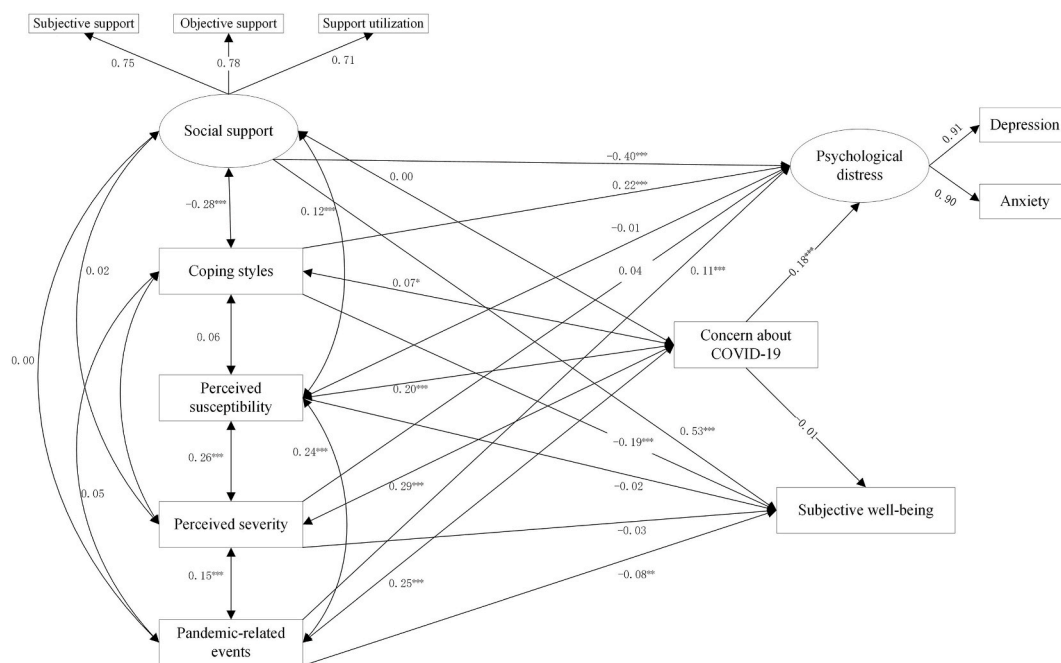 Subjective support
Objective support
Support utilization
0.75
0.78
0.71
Social support
Depression
0.91
-0.40***
Psychological
distress
0.00
0.22***
0.90
Anxiety
-0.28***
0.12***
-0.01
Coping styles
0.02
0.04
0.11***
0.18***
0.07*
0.06
Concern about
COVID-19
0.00
Perceived
susceptibility
0.20***
0.53***
-0.01
0.26***
0.24***
-0.19***
0.05
0.29***
-0.02
Perceived severity
Subjective well-being
-0.03
0.15***
0.25***
-0.08**
Pandemic-related
events